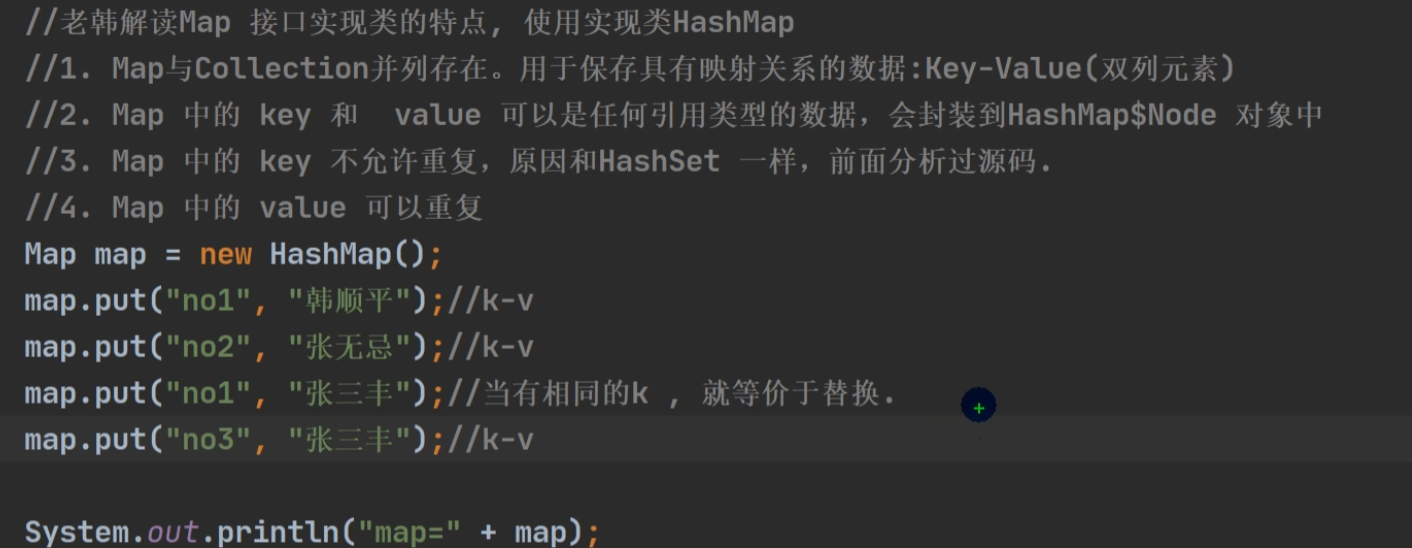 //老韩解读Map 接口实现类的特点, 使用实现类HashMap
//1. Map与Collection并列存在。用于保存具有映射关系的数据:Key-Value(双列元素)
//2. Map 中的 key 和  value 可以是任何引用类型的数据，会封装到HashMap$Node 对象中
//3. Map 中的 key 不允许重复，原因和HashSet 一样，前面分析过源码.
//4. Map 中的 value 可以重复
Map map = new HashMap();
map.put("no1", "韩顺平");//k-v
map.put("no2", "张无忌");//k-v
map.put("no1", "张三丰");//当有相同的k , 就等价于替换.
map.put("no3", "张三丰");//k-v
System.out.println("map=" + map);